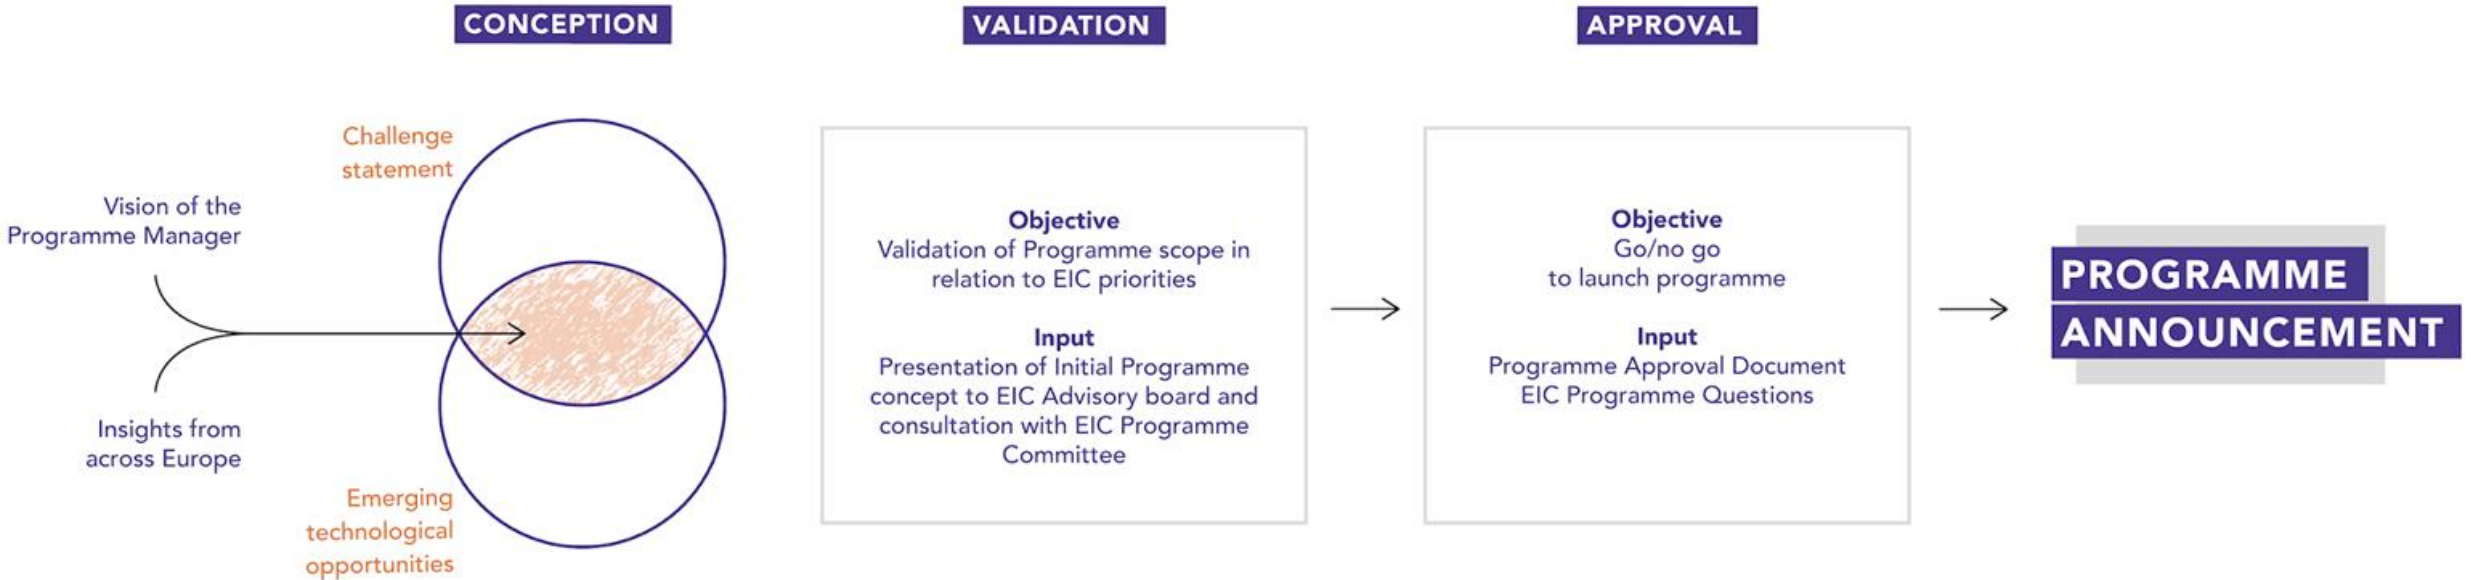 CONCEPTION
Challenge
statement
Vision of the
Programme Manager
Insights from
across Europe
Emerging
technological
opportunities
VALIDATION
Objective
Validation of Programme scope in
relation to EIC priorities
Input
Presentation of Initial Programme
concept to EIC Advisory board and
consultation with EIC Programme
Committee
APPROVAL
Objective
Go/no go
to launch programme
Input
Programme Approval Document
EIC Programme Questions
PROGRAMME
ANNOUNCEMENT